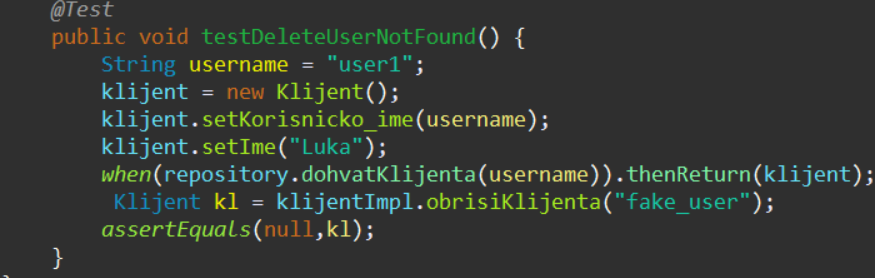 @Test
public void testDeleteUserNotFound() {
String username = "user1";
klijent = new Klijent();
klijent.setKorisnicko_ime(username);
klijent.setIme("Luka");
when(repository.dohvatKlijenta(username)).thenReturn(klijent);
Klijent kl = klijentImpl.obrisiKlijenta("fake_user");
assertEquals(null,kl);
}